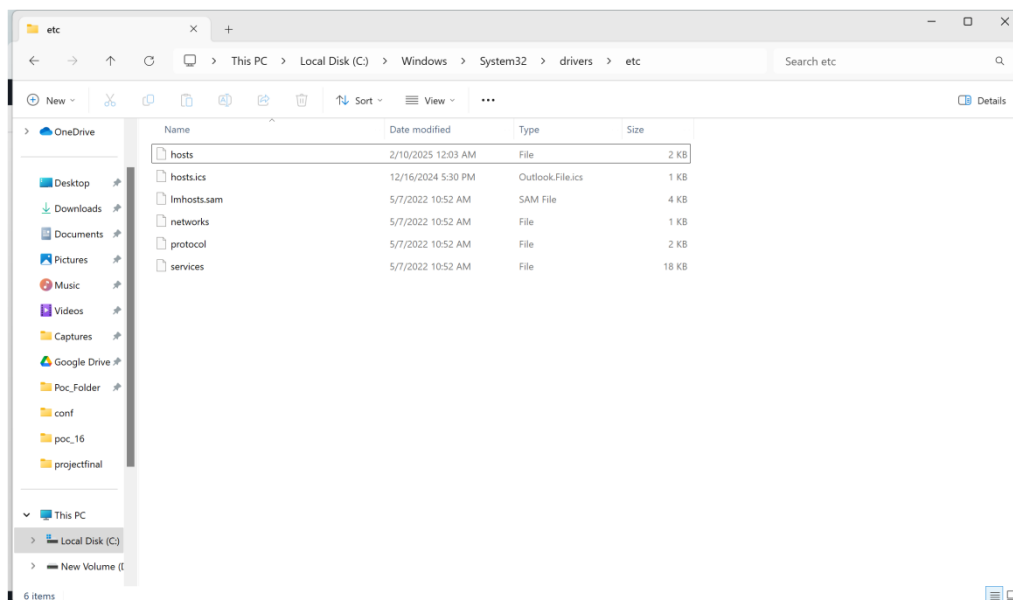 etc
This PC > Local Disk (C:) > Windows > System32 > drivers > etc
Search etc
New
Sort
View
Details
OneDrive
Desktop
Downloads
Documents
Pictures
Music
Videos
Captures
Google Drive
Poc_Folder
conf
poc_16
projectfinal
This PC
Local Disk (C:)
New Volume (D
Name Date modified Type Size
hosts 2/10/2025 12:03 AM File 2 KB
hosts.ics 12/16/2024 5:30 PM Outlook.File.ics 1 KB
lmhosts.sam 5/7/2022 10:52 AM SAM File 4 KB
networks 5/7/2022 10:52 AM File 1 KB
protocol 5/7/2022 10:52 AM File 2 KB
services 5/7/2022 10:52 AM File 18 KB
6 items